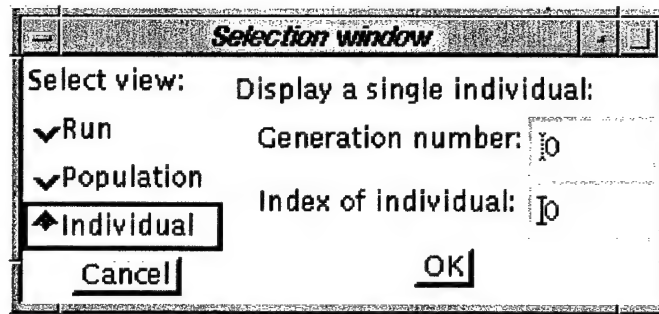 Selection window
Select view:
Run
Population
Individual
Cancel
Display a single individual:
Generation number: 0
Index of individual: 0
OK